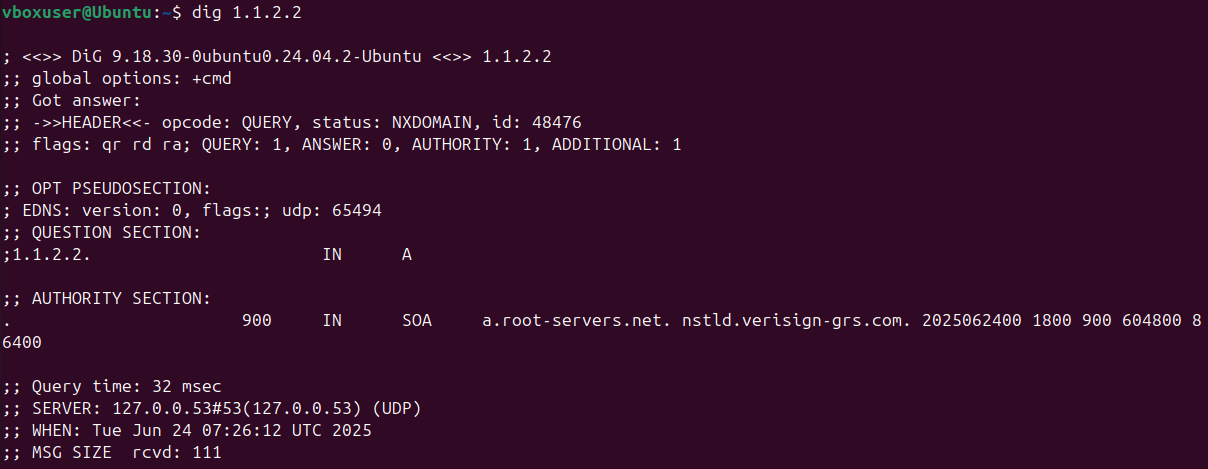 vboxuser@Ubuntu:~$ dig 1.1.2.2

; <<>> DiG 9.18.30-0ubuntu0.24.04.2-Ubuntu <<>> 1.1.2.2
;; global options: +cmd
;; Got answer:
;; ->>HEADER<<- opcode: QUERY, status: NXDOMAIN, id: 48476
;; flags: qr rd ra; QUERY: 1, ANSWER: 0, AUTHORITY: 1, ADDITIONAL: 1

;; OPT PSEUDOSECTION:
; EDNS: version: 0, flags:; udp: 65494
;; QUESTION SECTION:
;1.1.2.2.                       IN      A

;; AUTHORITY SECTION:
.                       900     IN      SOA     a.root-servers.net. nstld.verisign-grs.com. 2025062400 1800 900 604800 8
6400

;; Query time: 32 msec
;; SERVER: 127.0.0.53#53(127.0.0.53) (UDP)
;; WHEN: Tue Jun 24 07:26:12 UTC 2025
;; MSG SIZE  rcvd: 111